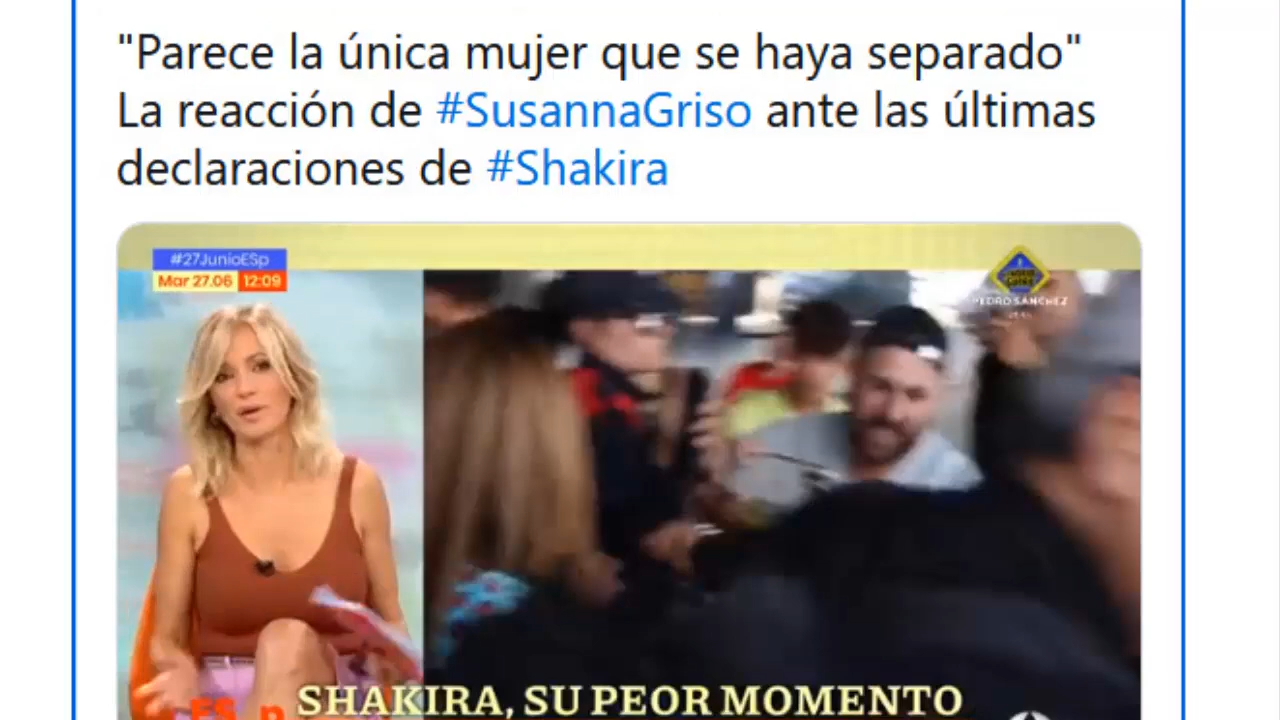 "Parece la única mujer que se haya separado"
La reacción de #SusannaGriso ante las últimas
declaraciones de #Shakira
#27JunioESp
Mar 27.06 12:09
PEDRO SÁNCHEZ
SHAKIRA, SU PEOR MOMENTO